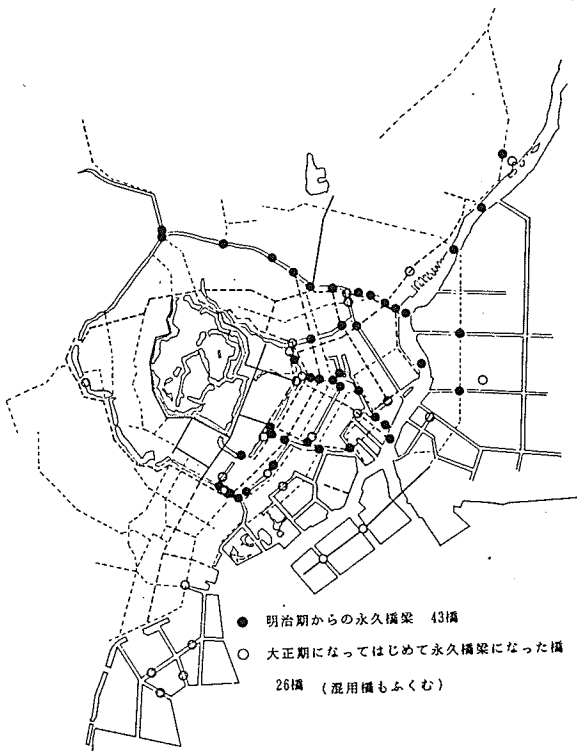 ● 明治期からの永久橋梁 43橋
○ 大正期になってはじめて永久橋梁になった橋
26橋 (混用橋もふくむ)